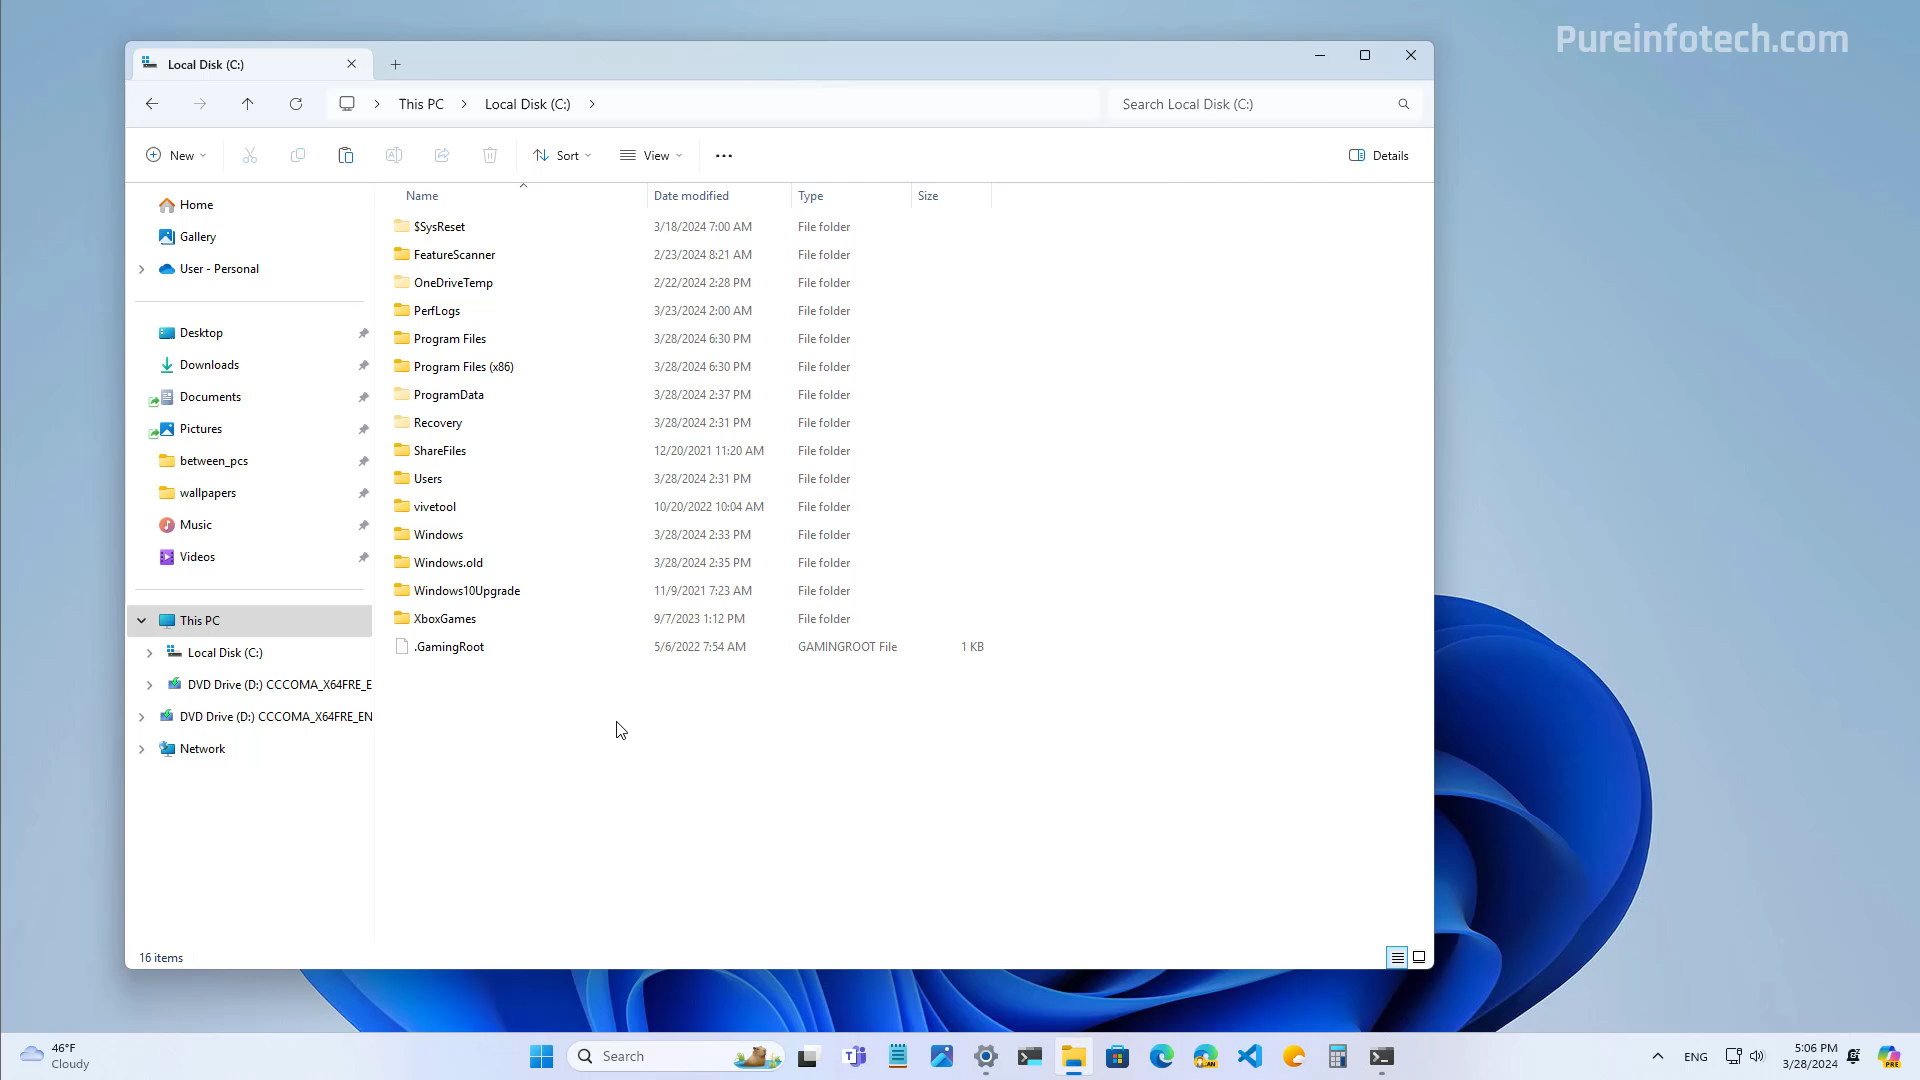 Pureinfotech.com
Local Disk (C:)
This PC
Local Disk (C:)
Search Local Disk (C:)
New
Sort
View
Details
Home
Gallery
User - Personal
Desktop
Downloads
Documents
Pictures
between_pcs
wallpapers
Music
Videos
This PC
Local Disk (C:)
DVD Drive (D:) CCCOMA_X64FRE_E
DVD Drive (D:) CCCOMA_X64FRE_EN
Network
Name Date modified Type Size
$SysReset 3/18/2024 7:00 AM File folder
FeatureScanner 2/23/2024 8:21 AM File folder
OneDriveTemp 2/22/2024 2:28 PM File folder
PerfLogs 3/23/2024 2:00 AM File folder
Program Files 3/28/2024 6:30 PM File folder
Program Files (x86) 3/28/2024 6:30 PM File folder
ProgramData 3/28/2024 2:37 PM File folder
Recovery 3/28/2024 2:31 PM File folder
ShareFiles 12/20/2021 11:20 AM File folder
Users 3/28/2024 2:31 PM File folder
vivetool 10/20/2022 10:04 AM File folder
Windows 3/28/2024 2:33 PM File folder
Windows.old 3/28/2024 2:35 PM File folder
Windows10Upgrade 11/9/2021 7:23 AM File folder
XboxGames 9/7/2023 1:12 PM File folder
.GamingRoot 5/6/2022 7:54 AM GAMINGROOT File 1 KB
16 items
46°F
Cloudy
Search
CAN
ENG
5:06 PM
3/28/2024
PRE